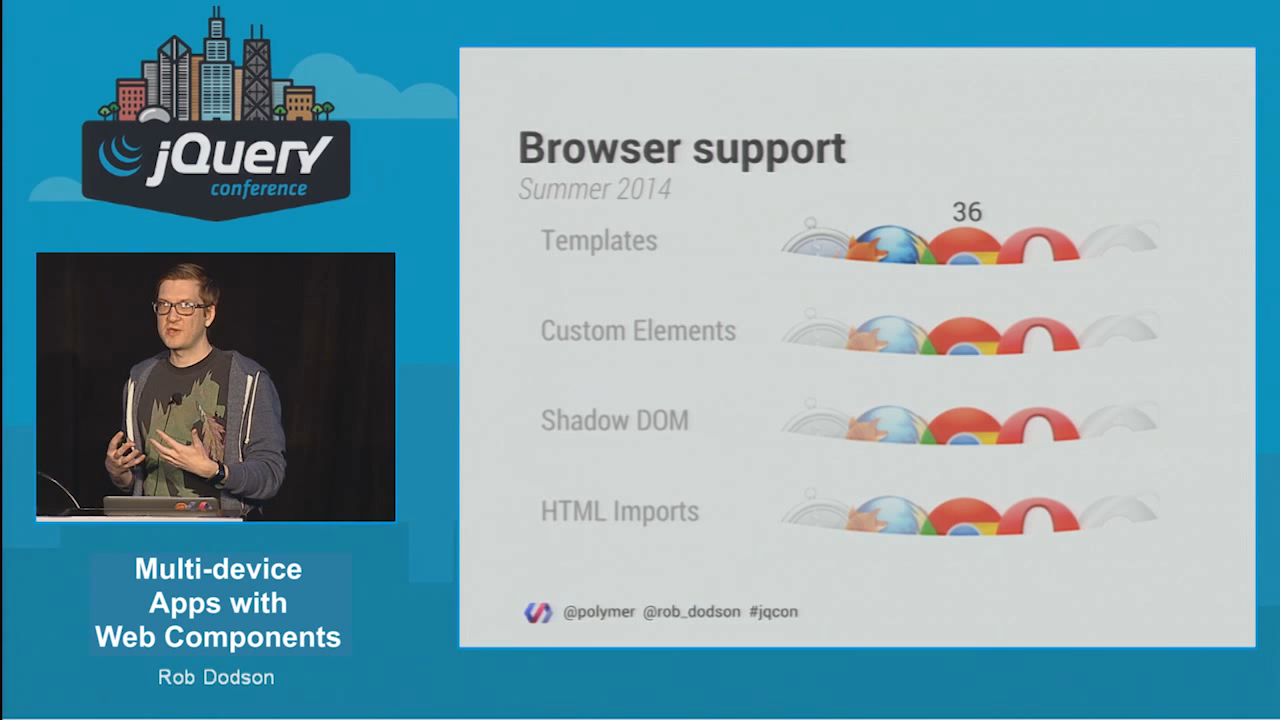 jQuery
conference
Multi-device
Apps with
Web Components
Rob Dodson
Browser support
Summer 2014
36
Templates
Custom Elements
Shadow DOM
HTML Imports
@polymer @rob_dodson #jqcon